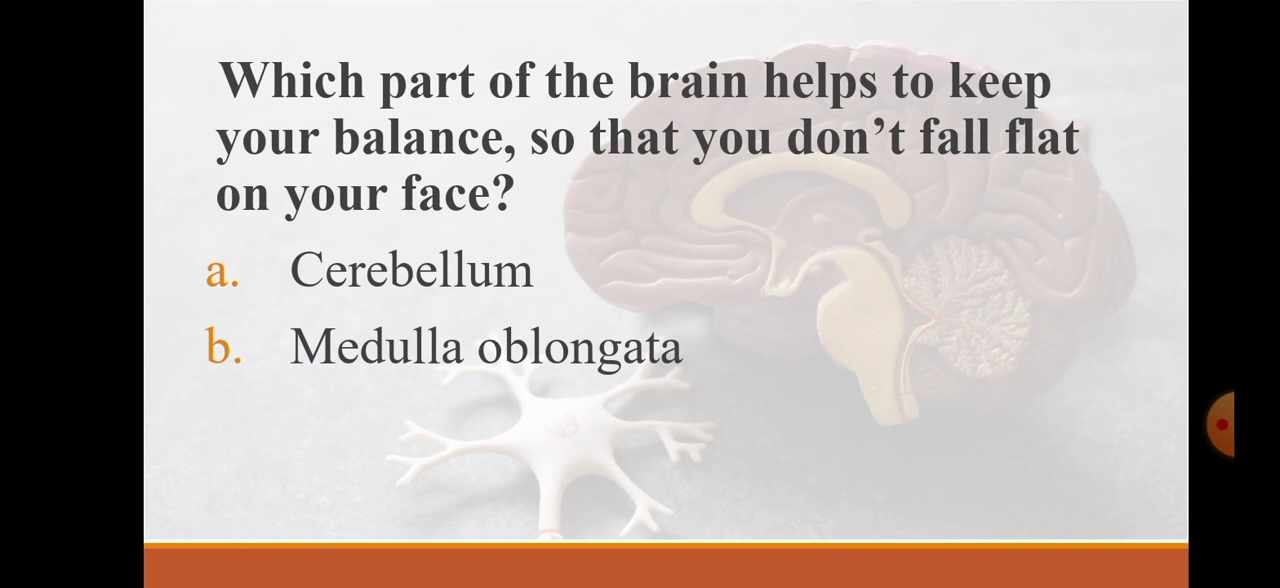 Which part of the brain helps to keep
your balance, so that you don’t fall flat
on your face?
a. Cerebellum
b. Medulla oblongata